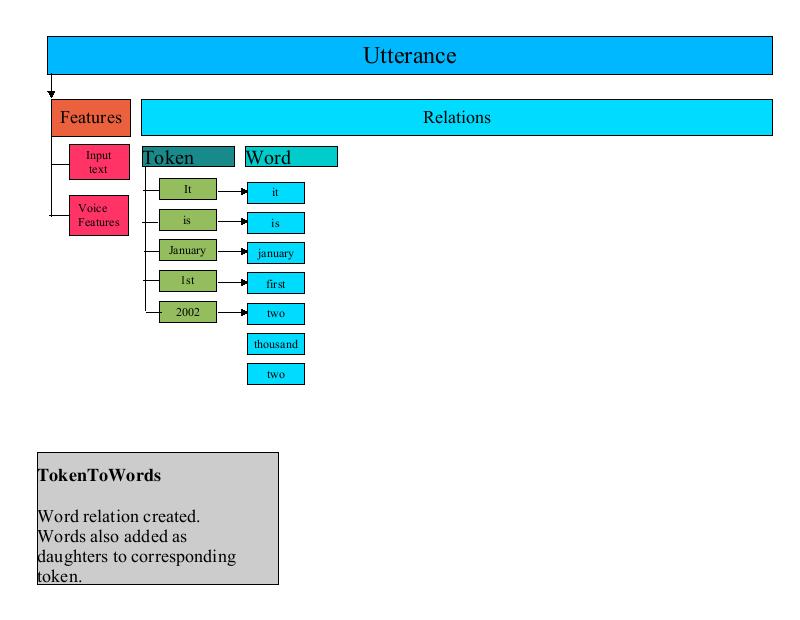 Utterance
Features
Relations
Input
text
Voice
Features
Token
Word
It
it
is
is
January
january
1st
first
2002
two
thousand
two
TokenToWords
Word relation created.
Words also added as
daughters to corresponding
token.